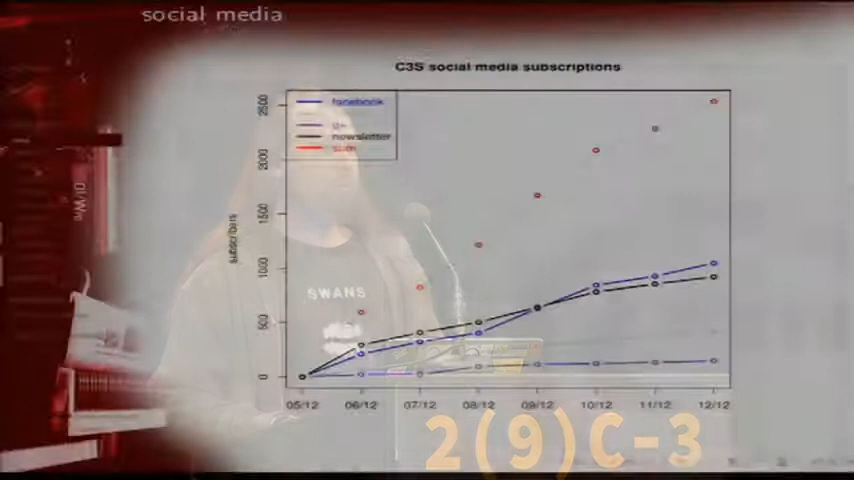 social media
C3S social media subscriptions
facebook
g+
newsletter
sum
subscribers
2500
2000
1500
1000
500
0
05/12 06/12 07/12 08/12 09/12 10/12 11/12 12/12
SWANS
2(9)C-3